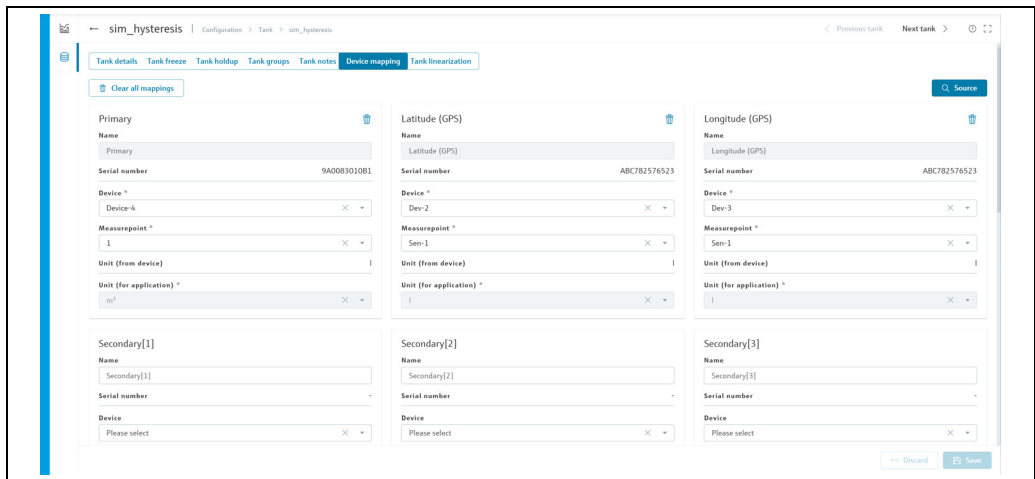 ← sim_hysteresis | Configuration > Tank > sim_hysteresis < Previous tank Next tank >
Tank details Tank freeze Tank holdup Tank groups Tank notes Device mapping Tank linearization
Clear all mappings Source
Primary Latitude (GPS) Longitude (GPS)
Name Name Name
Primary Latitude (GPS) Longitude (GPS)
Serial number 9A0083010B1 Serial number ABC782576523 Serial number ABC782576523
Device * Device * Device *
Device-4 Dev-2 Dev-3
Measurepoint * Measurepoint * Measurepoint *
1 Sen-1 Sen-1
Unit (from device) l Unit (from device) l Unit (from device) l
Unit (for application) * Unit (for application) * Unit (for application) *
m³ l l
Secondary[1] Secondary[2] Secondary[3]
Name Name Name
Secondary[1] Secondary[2] Secondary[3]
Serial number - Serial number - Serial number -
Device Device Device
Please select Please select Please select
Discard Save